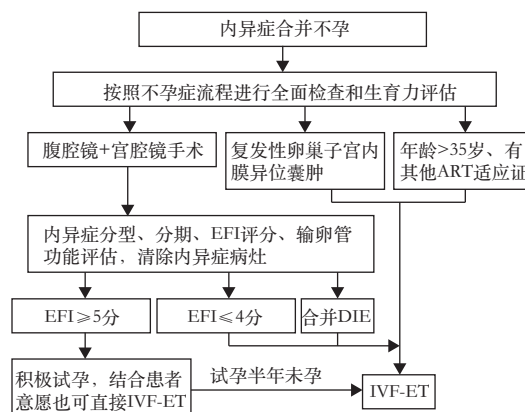 内异症合并不孕
按照不孕症流程进行全面检查和生育力评估
腹腔镜+宫腔镜手术
复发性卵巢子宫内
膜异位囊肿
年龄>35岁、有
其他ART适应证
内异症分型、分期、EFI评分、输卵管
功能评估，清除内异症病灶
EFI≥5分
EFI≤4分
合并DIE
积极试孕，结合患者
意愿也可直接IVF-ET
试孕半年未孕
IVF-ET